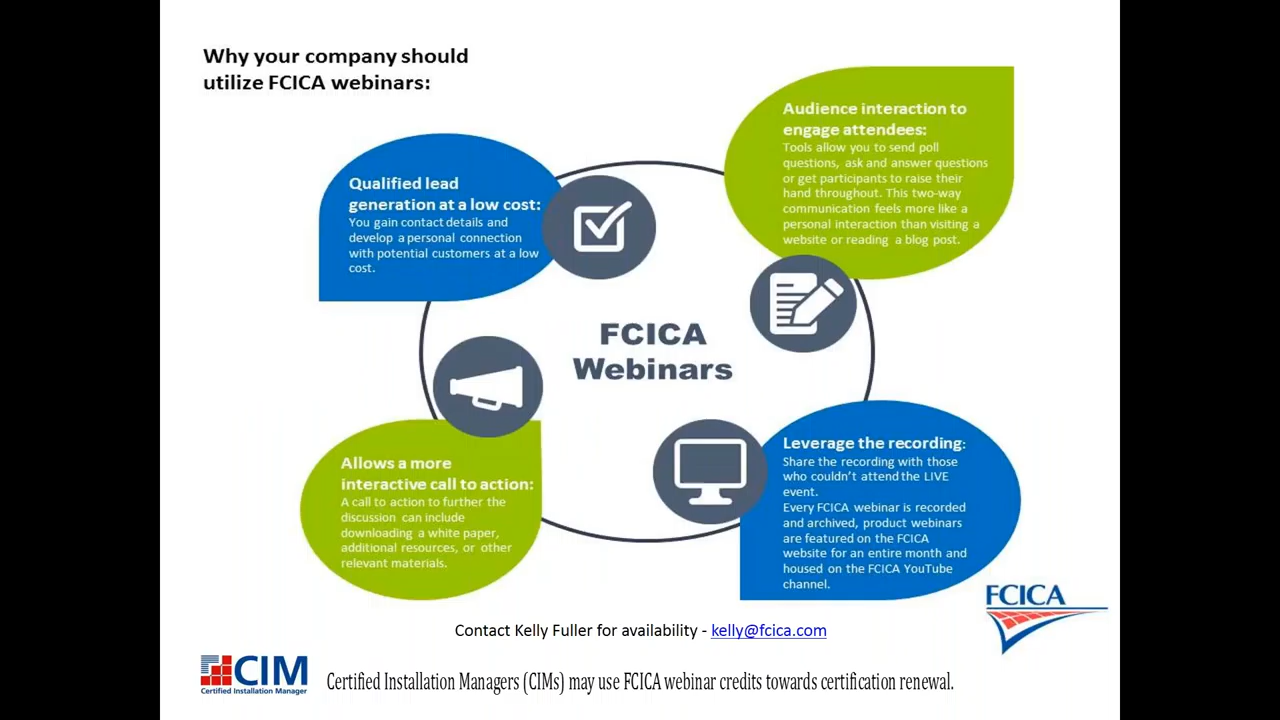 Why your company should
utilize FCICA webinars:
Qualified lead
generation at a low cost:
You gain contact details and
develop a personal connection
with potential customers at a low
cost.
Audience interaction to
engage attendees:
Tools allow you to send poll
questions, ask and answer questions
or get participants to raise their
hand throughout. This two-way
communication feels more like a
personal interaction than visiting a
website or reading a blog post.
FCICA
Webinars
Allows a more
interactive call to action:
A call to action to further the
discussion can include
downloading a white paper,
additional resources, or other
relevant materials.
Leverage the recording:
Share the recording with those
who couldn't attend the LIVE
event.
Every FCICA webinar is recorded
and archived, product webinars
are featured on the FCICA
website for an entire month and
housed on the FCICA YouTube
channel.
FCICA
Contact Kelly Fuller for availability - kelly@fcica.com
CIM
Certified Installation Manager
Certified Installation Managers (CIMs) may use FCICA webinar credits towards certification renewal.